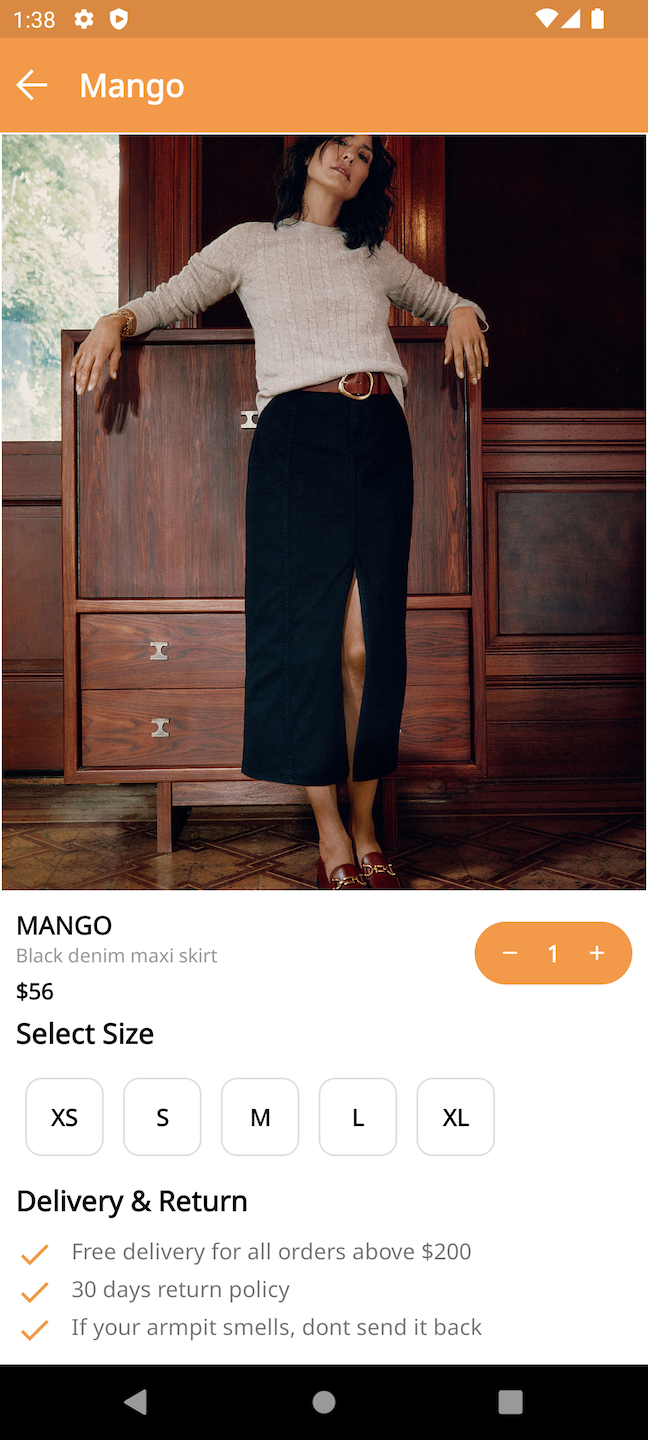 1:38
Mango
MANGO
Black denim maxi skirt
$56
− 1 +
Select Size
XS S M L XL
Delivery & Return
Free delivery for all orders above $200
30 days return policy
If your armpit smells, dont send it back